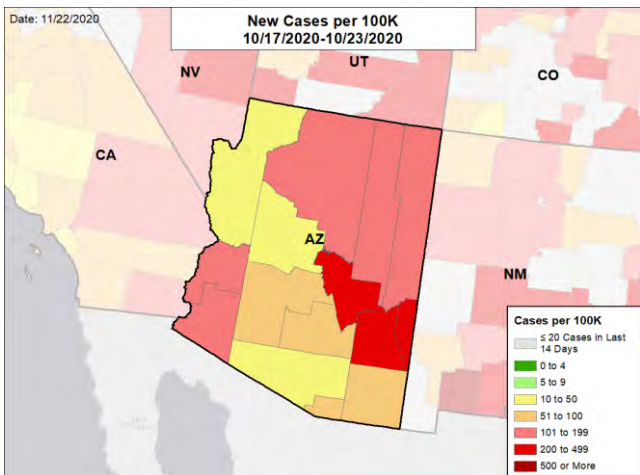 Date: 11/22/2020
New Cases per 100K
10/17/2020-10/23/2020
NV
UT
CO
CA
AZ
NM
Cases per 100K
≤ 20 Cases in Last
14 Days
0 to 4
5 to 9
10 to 50
51 to 100
101 to 199
200 to 499
500 or More